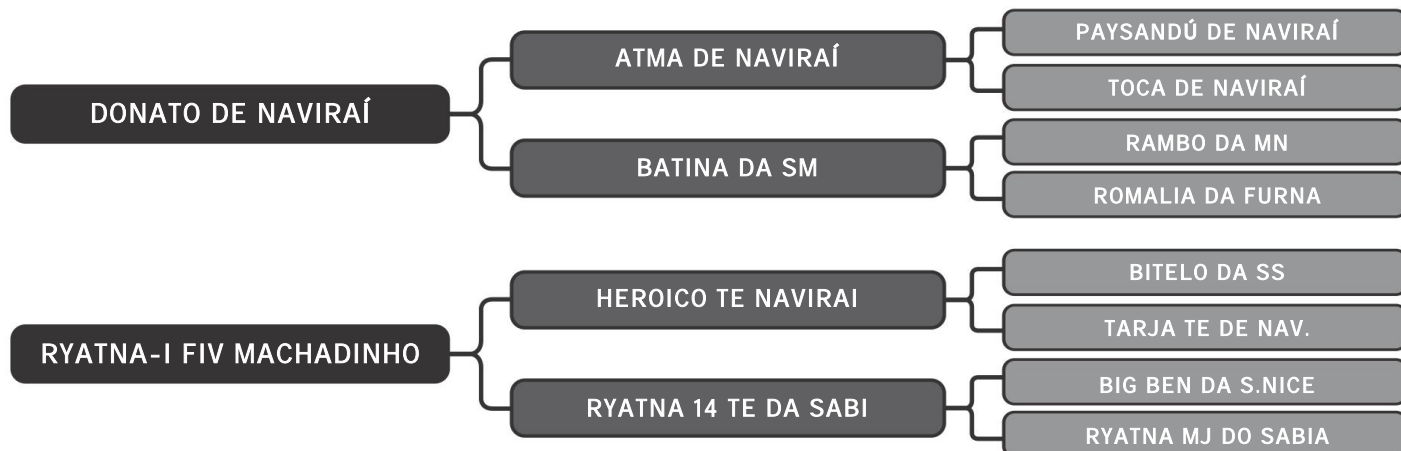 DONATO DE NAVIRAÍ
ATMA DE NAVIRAÍ
PAYSANDÚ DE NAVIRAÍ
TOCA DE NAVIRAÍ
BATINA DA SM
RAMBO DA MN
ROMALIA DA FURNA
RYATNA-I FIV MACHADINHO
HEROICO TE NAVIRAI
BITELO DA SS
TARJA TE DE NAV.
RYATNA 14 TE DA SABI
BIG BEN DA S.NICE
RYATNA MJ DO SABIA